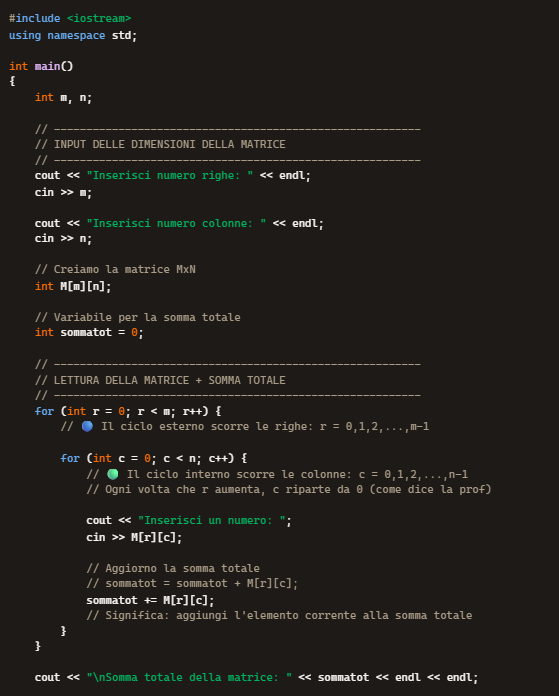 #include <iostream>
using namespace std;
int main()
{
int m, n;
// ---------------------------------------------------------
// INPUT DELLE DIMENSIONI DELLA MATRICE
// ---------------------------------------------------------
cout << "Inserisci numero righe: " << endl;
cin >> m;
cout << "Inserisci numero colonne: " << endl;
cin >> n;
// Creiamo la matrice MxN
int M[m][n];
// Variabile per la somma totale
int sommatot = 0;
// ---------------------------------------------------------
// LETTURA DELLA MATRICE + SOMMA TOTALE
// ---------------------------------------------------------
for (int r = 0; r < m; r++) {
// 🔵 Il ciclo esterno scorre le righe: r = 0,1,2,...,m-1
for (int c = 0; c < n; c++) {
// 🟢 Il ciclo interno scorre le colonne: c = 0,1,2,...,n-1
// Ogni volta che r aumenta, c riparte da 0 (come dice la prof)
cout << "Inserisci un numero: ";
cin >> M[r][c];
// Aggiorno la somma totale
// sommatot = sommatot + M[r][c];
sommatot += M[r][c];
// Significa: aggiungi l'elemento corrente alla somma totale
}
}
cout << "\nSomma totale della matrice: " << sommatot << endl << endl;